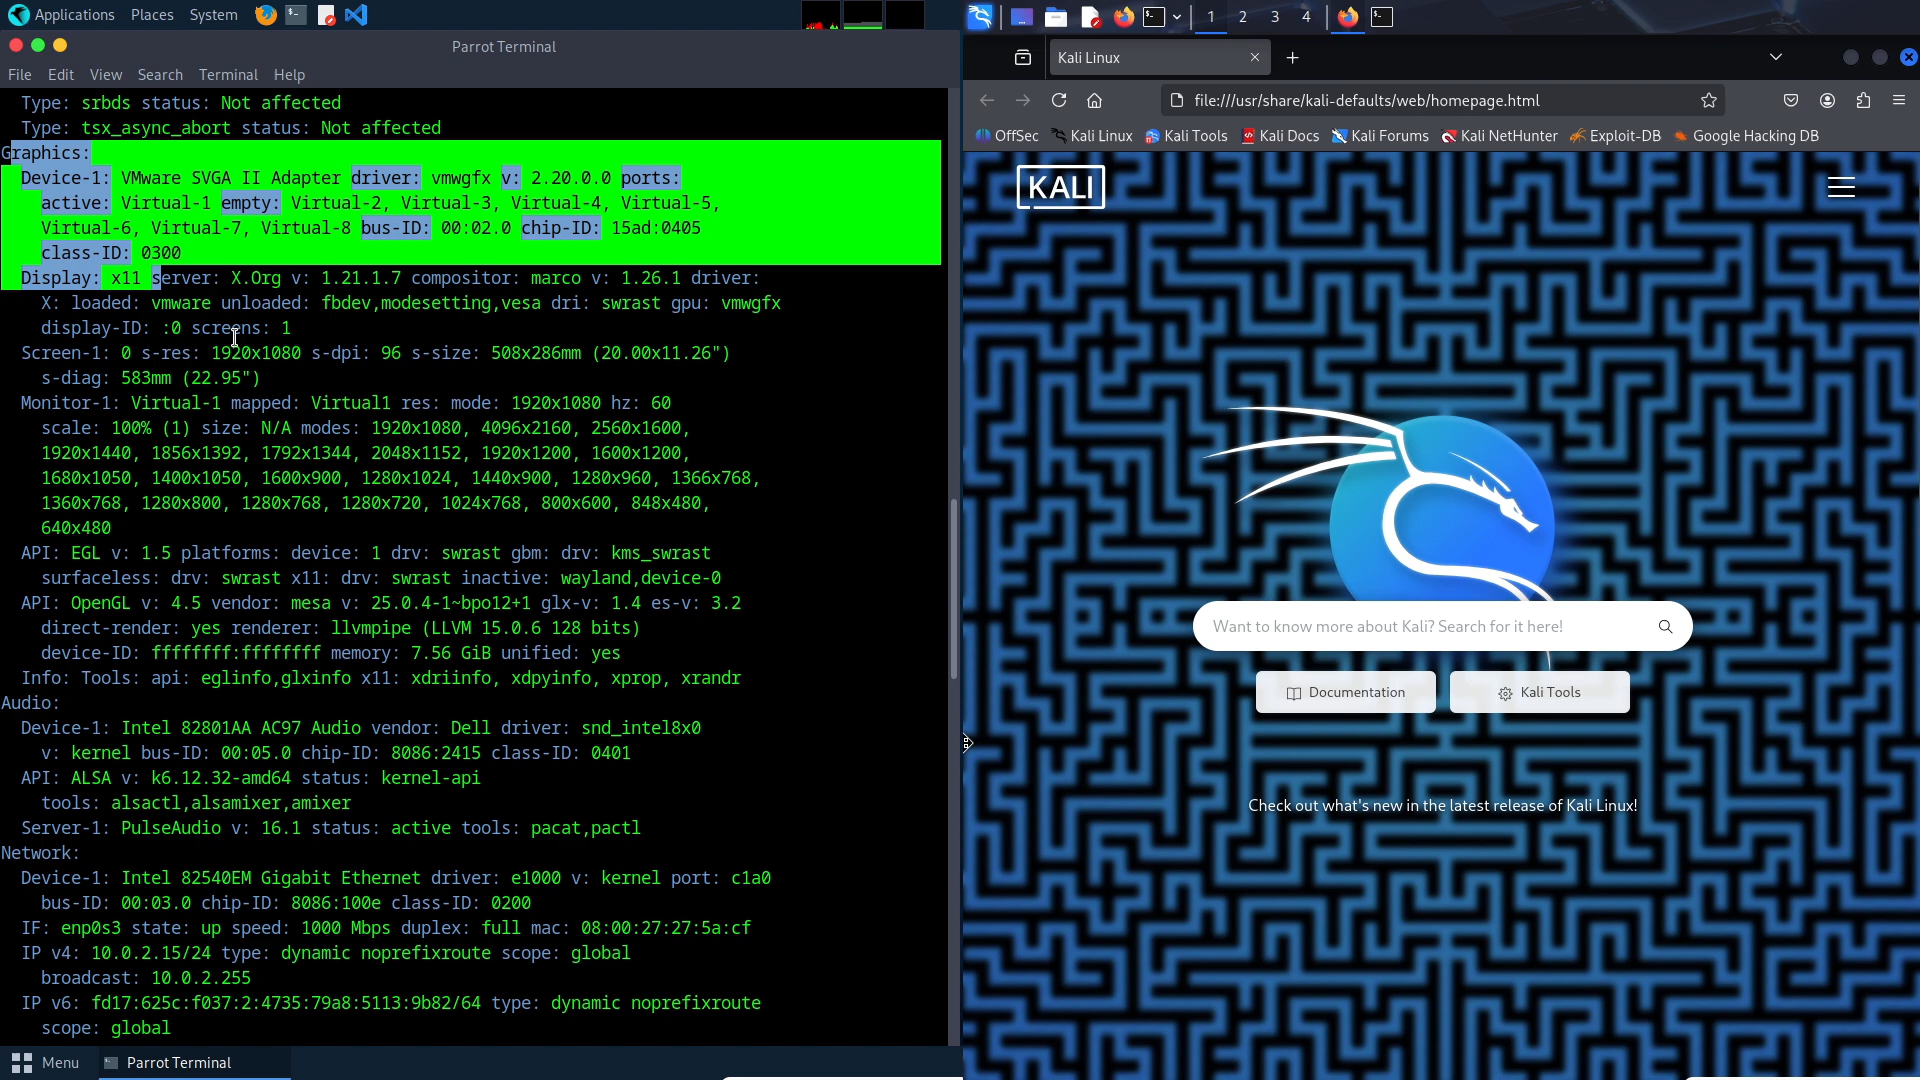 Applications Places System
Parrot Terminal
File Edit View Search Terminal Help
Type: srbds status: Not affected
Type: tsx_async_abort status: Not affected
Graphics:
Device-1: VMware SVGA II Adapter driver: vmwgfx v: 2.20.0.0 ports:
active: Virtual-1 empty: Virtual-2, Virtual-3, Virtual-4, Virtual-5,
Virtual-6, Virtual-7, Virtual-8 bus-ID: 00:02.0 chip-ID: 15ad:0405
class-ID: 0300
Display: x11 server: X.Org v: 1.21.1.7 compositor: marco v: 1.26.1 driver:
X: loaded: vmware unloaded: fbdev,modesetting,vesa dri: swrast gpu: vmwgfx
display-ID: :0 screens: 1
Screen-1: 0 s-res: 1920x1080 s-dpi: 96 s-size: 508x286mm (20.00x11.26")
s-diag: 583mm (22.95")
Monitor-1: Virtual-1 mapped: Virtual1 res: mode: 1920x1080 hz: 60
scale: 100% (1) size: N/A modes: 1920x1080, 4096x2160, 2560x1600,
1920x1440, 1856x1392, 1792x1344, 2048x1152, 1920x1200, 1600x1200,
1680x1050, 1400x1050, 1600x900, 1280x1024, 1440x900, 1280x960, 1366x768,
1360x768, 1280x800, 1280x768, 1280x720, 1024x768, 800x600, 848x480,
640x480
API: EGL v: 1.5 platforms: device: 1 drv: swrast gbm: drv: kms_swrast
surfaceless: drv: swrast x11: drv: swrast inactive: wayland,device-0
API: OpenGL v: 4.5 vendor: mesa v: 25.0.4-1~bpo12+1 glx-v: 1.4 es-v: 3.2
direct-render: yes renderer: llvmpipe (LLVM 15.0.6 128 bits)
device-ID: ffffffff:ffffffff memory: 7.56 GiB unified: yes
Info: Tools: api: eglinfo,glxinfo x11: xdriinfo, xdpyinfo, xprop, xrandr
Audio:
Device-1: Intel 82801AA AC97 Audio vendor: Dell driver: snd_intel8x0
v: kernel bus-ID: 00:05.0 chip-ID: 8086:2415 class-ID: 0401
API: ALSA v: k6.12.32-amd64 status: kernel-api
tools: alsactl,alsamixer,amixer
Server-1: PulseAudio v: 16.1 status: active tools: pacat,pactl
Network:
Device-1: Intel 82540EM Gigabit Ethernet driver: e1000 v: kernel port: c1a0
bus-ID: 00:03.0 chip-ID: 8086:100e class-ID: 0200
IF: enp0s3 state: up speed: 1000 Mbps duplex: full mac: 08:00:27:27:5a:cf
IP v4: 10.0.2.15/24 type: dynamic noprefixroute scope: global
broadcast: 10.0.2.255
IP v6: fd17:625c:f037:2:4735:79a8:5113:9b82/64 type: dynamic noprefixroute
scope: global
Menu Parrot Terminal
1 2 3 4
Kali Linux
file:///usr/share/kali-defaults/web/homepage.html
OffSec Kali Linux Kali Tools Kali Docs Kali Forums Kali NetHunter Exploit-DB Google Hacking DB
KALI
Want to know more about Kali? Search for it here!
Documentation Kali Tools
Check out what's new in the latest release of Kali Linux!